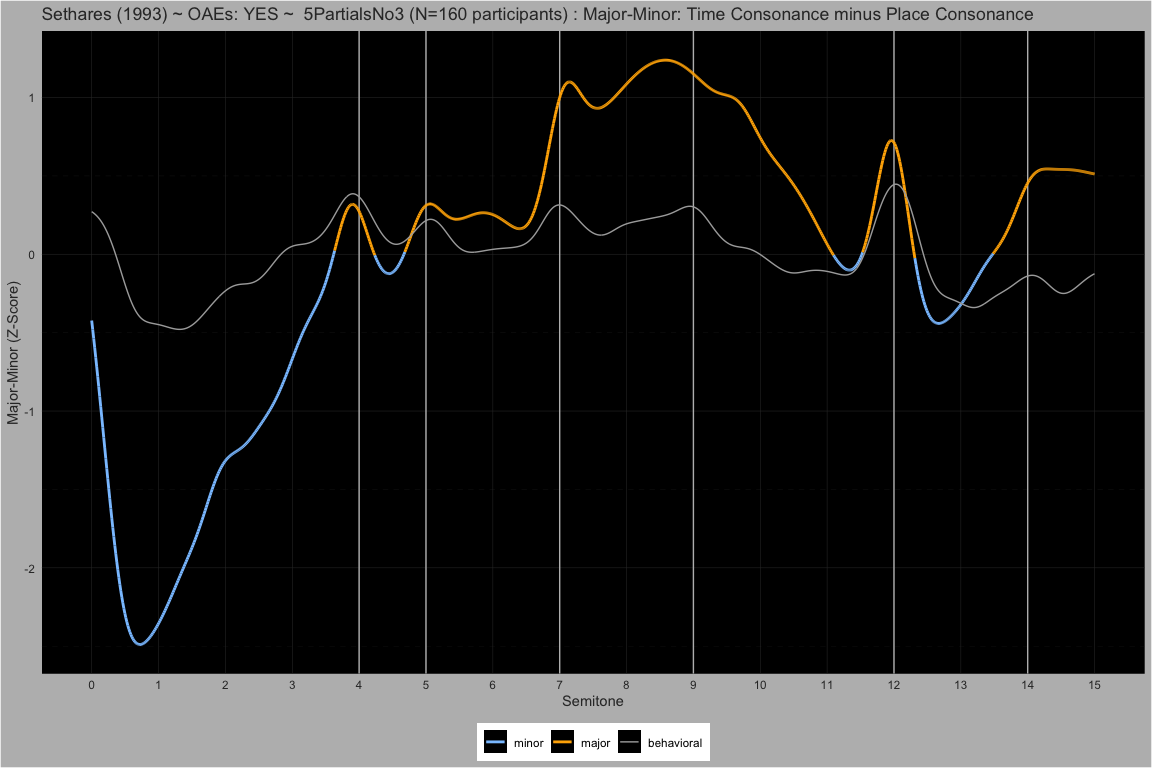 Sethares (1993) ~ OAEs: YES ~  5PartialsNo3 (N=160 participants) : Major-Minor: Time Consonance minus Place Consonance
Major-Minor (Z-Score)
1
0
-1
-2
0 1 2 3 4 5 6 7 8 9 10 11 12 13 14 15
Semitone
minor major behavioral